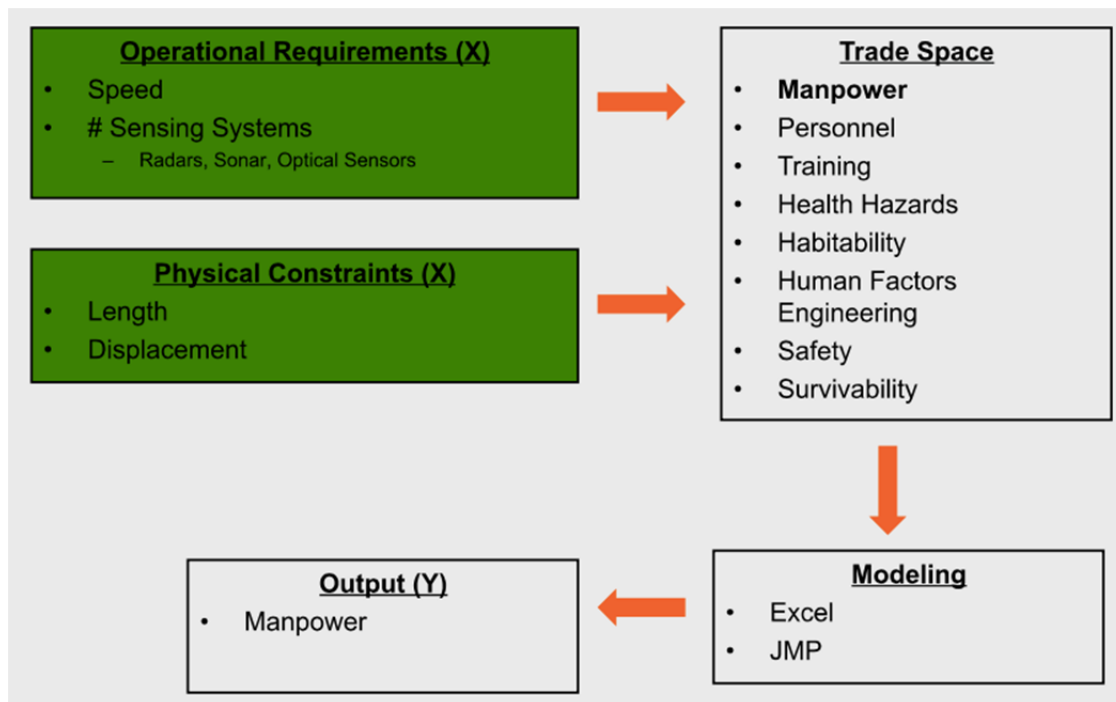 Operational Requirements (X)
• Speed
• # Sensing Systems
– Radars, Sonar, Optical Sensors
Physical Constraints (X)
• Length
• Displacement
Trade Space
• Manpower
• Personnel
• Training
• Health Hazards
• Habitability
• Human Factors
Engineering
• Safety
• Survivability
Modeling
• Excel
• JMP
Output (Y)
• Manpower